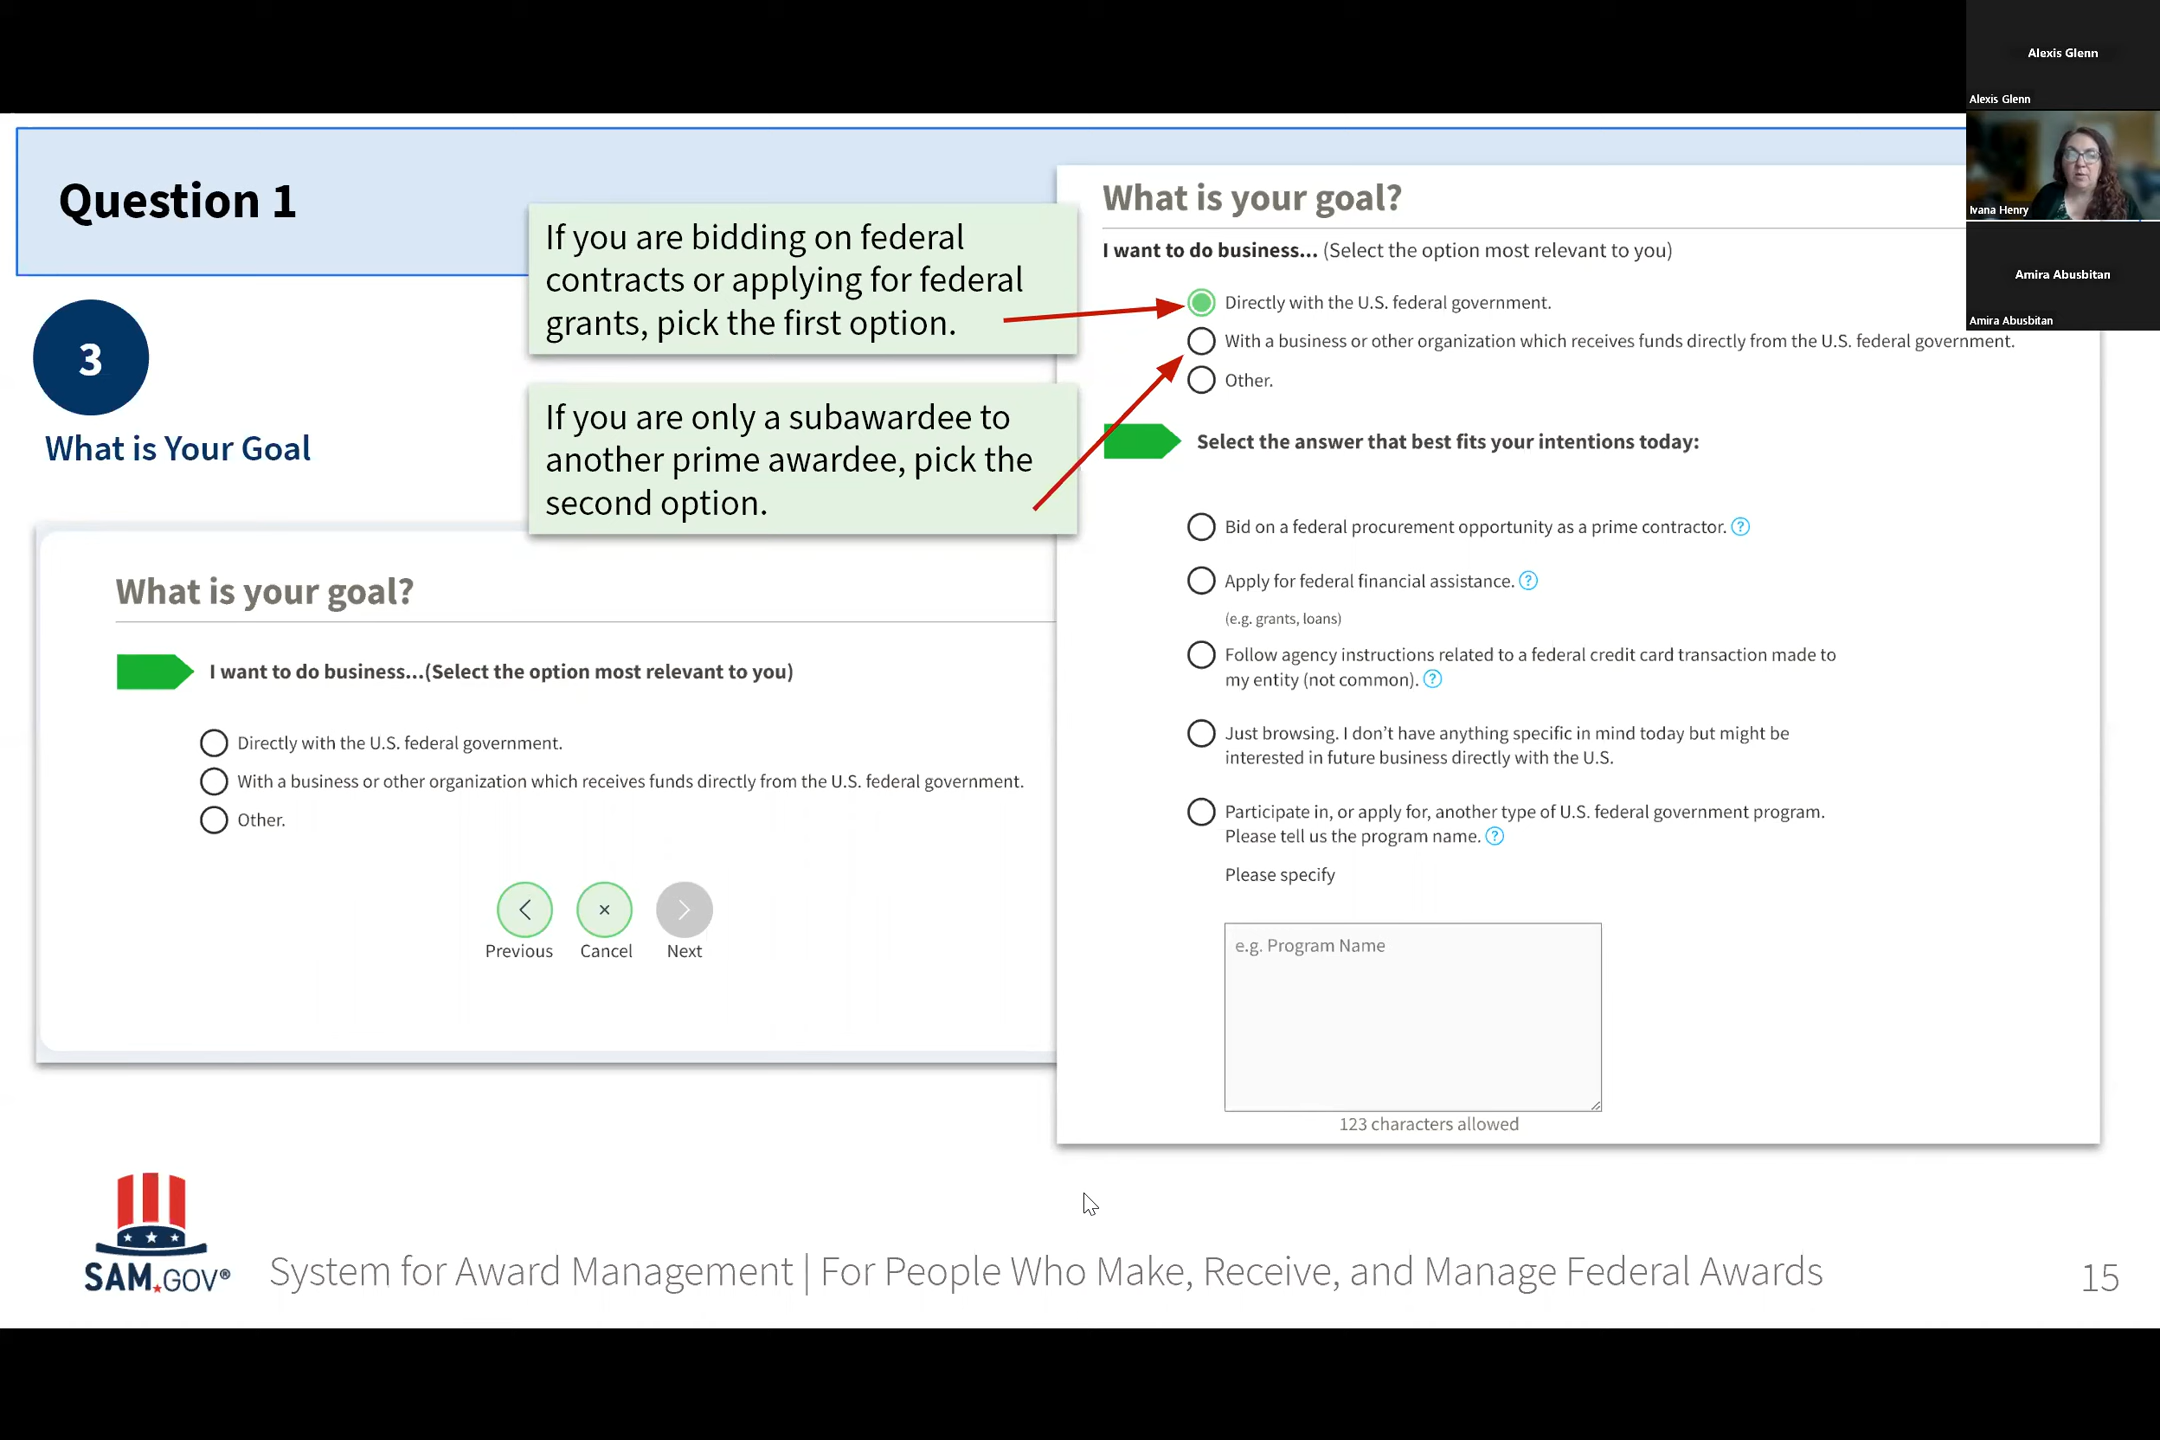 Alexis Glenn
Alexis Glenn
Ivana Henry
Amira Abusbitan
Amira Abusbitan
Question 1
3
What is Your Goal
If you are bidding on federal
contracts or applying for federal
grants, pick the first option.
If you are only a subawardee to
another prime awardee, pick the
second option.
What is your goal?
I want to do business...(Select the option most relevant to you)
Directly with the U.S. federal government.
With a business or other organization which receives funds directly from the U.S. federal government.
Other.
Previous
Cancel
Next
What is your goal?
I want to do business... (Select the option most relevant to you)
Directly with the U.S. federal government.
With a business or other organization which receives funds directly from the U.S. federal government.
Other.
Select the answer that best fits your intentions today:
Bid on a federal procurement opportunity as a prime contractor. ?
Apply for federal financial assistance. ?
(e.g. grants, loans)
Follow agency instructions related to a federal credit card transaction made to
my entity (not common). ?
Just browsing. I don't have anything specific in mind today but might be
interested in future business directly with the U.S.
Participate in, or apply for, another type of U.S. federal government program.
Please tell us the program name. ?
Please specify
e.g. Program Name
123 characters allowed
SAM.GOV®
System for Award Management | For People Who Make, Receive, and Manage Federal Awards
15